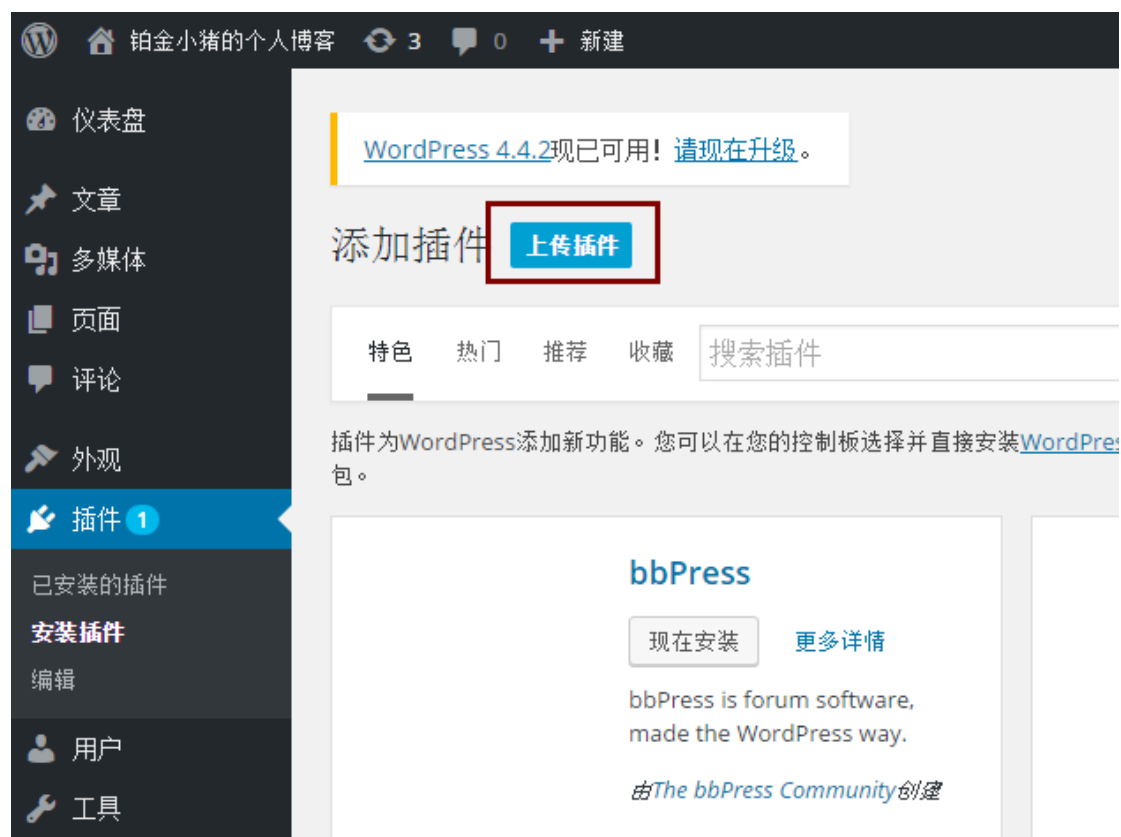 铂金小猪的个人博客 3 0 新建
仪表盘
WordPress 4.4.2现已可用！请现在升级。
文章
添加插件 上传插件
多媒体
页面
特色 热门 推荐 收藏 搜索插件
评论
插件为WordPress添加新功能。您可以在您的控制板选择并直接安装WordPres
包。
外观
插件 1
已安装的插件
安装插件
编辑
用户
工具
bbPress
现在安装 更多详情
bbPress is forum software,
made the WordPress way.
由The bbPress Community创建